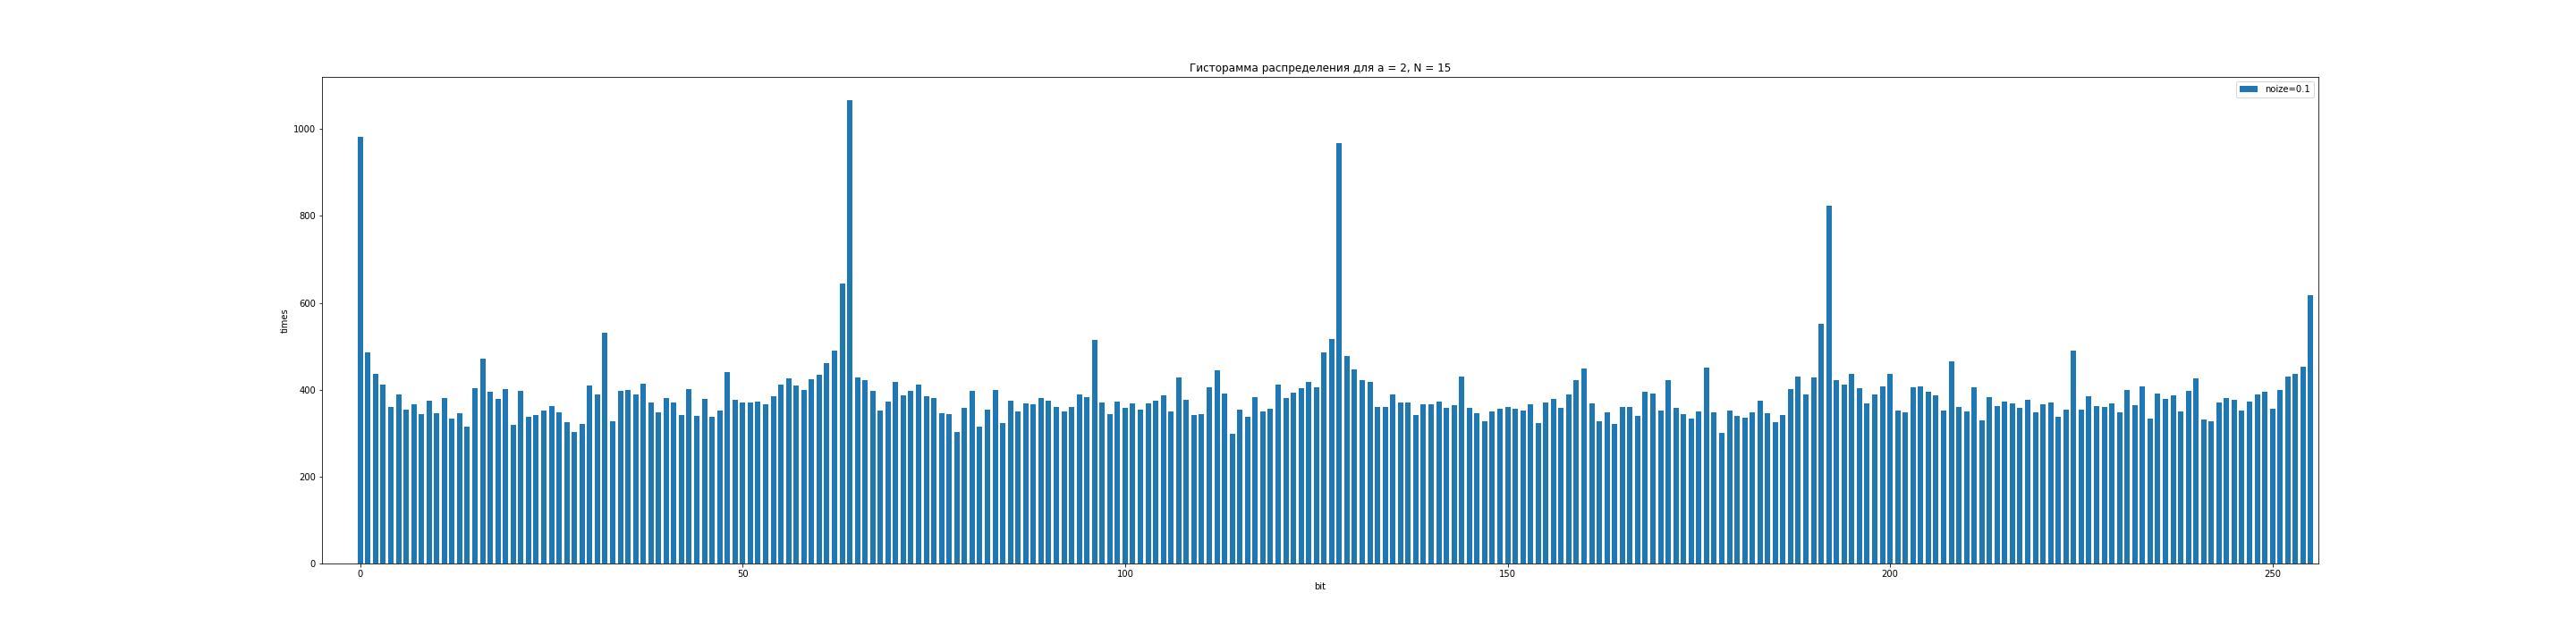 Гисторамма распределения для a = 2, N = 15
noize=0.1
times
1000
800
600
400
200
0
0 50 100 150 200 250
bit